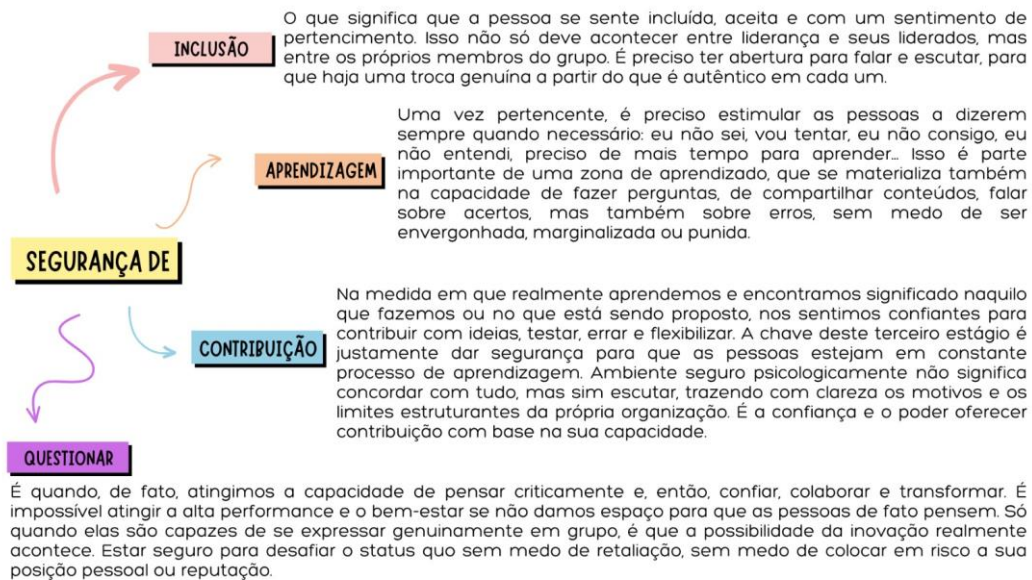 INCLUSÃO
O que significa que a pessoa se sente incluída, aceita e com um sentimento de
pertencimento. Isso não só deve acontecer entre liderança e seus liderados, mas
entre os próprios membros do grupo. É preciso ter abertura para falar e escutar, para
que haja uma troca genuína a partir do que é autêntico em cada um.
APRENDIZAGEM
Uma vez pertencente, é preciso estimular as pessoas a dizerem
sempre quando necessário: eu não sei, vou tentar, eu não consigo, eu
não entendi, preciso de mais tempo para aprender... Isso é parte
importante de uma zona de aprendizado, que se materializa também
na capacidade de fazer perguntas, de compartilhar conteúdos, falar
sobre acertos, mas também sobre erros, sem medo de ser
envergonhada, marginalizada ou punida.
SEGURANÇA DE
CONTRIBUIÇÃO
Na medida em que realmente aprendemos e encontramos significado naquilo
que fazemos ou no que está sendo proposto, nos sentimos confiantes para
contribuir com ideias, testar, errar e flexibilizar. A chave deste terceiro estágio é
justamente dar segurança para que as pessoas estejam em constante
processo de aprendizagem. Ambiente seguro psicologicamente não significa
concordar com tudo, mas sim escutar, trazendo com clareza os motivos e os
limites estruturantes da própria organização. É a confiança e o poder oferecer
contribuição com base na sua capacidade.
QUESTIONAR
É quando, de fato, atingimos a capacidade de pensar criticamente e, então, confiar, colaborar e transformar. É
impossível atingir a alta performance e o bem-estar se não damos espaço para que as pessoas de fato pensem. Só
quando elas são capazes de se expressar genuinamente em grupo, é que a possibilidade da inovação realmente
acontece. Estar seguro para desafiar o status quo sem medo de retaliação, sem medo de colocar em risco a sua
posição pessoal ou reputação.